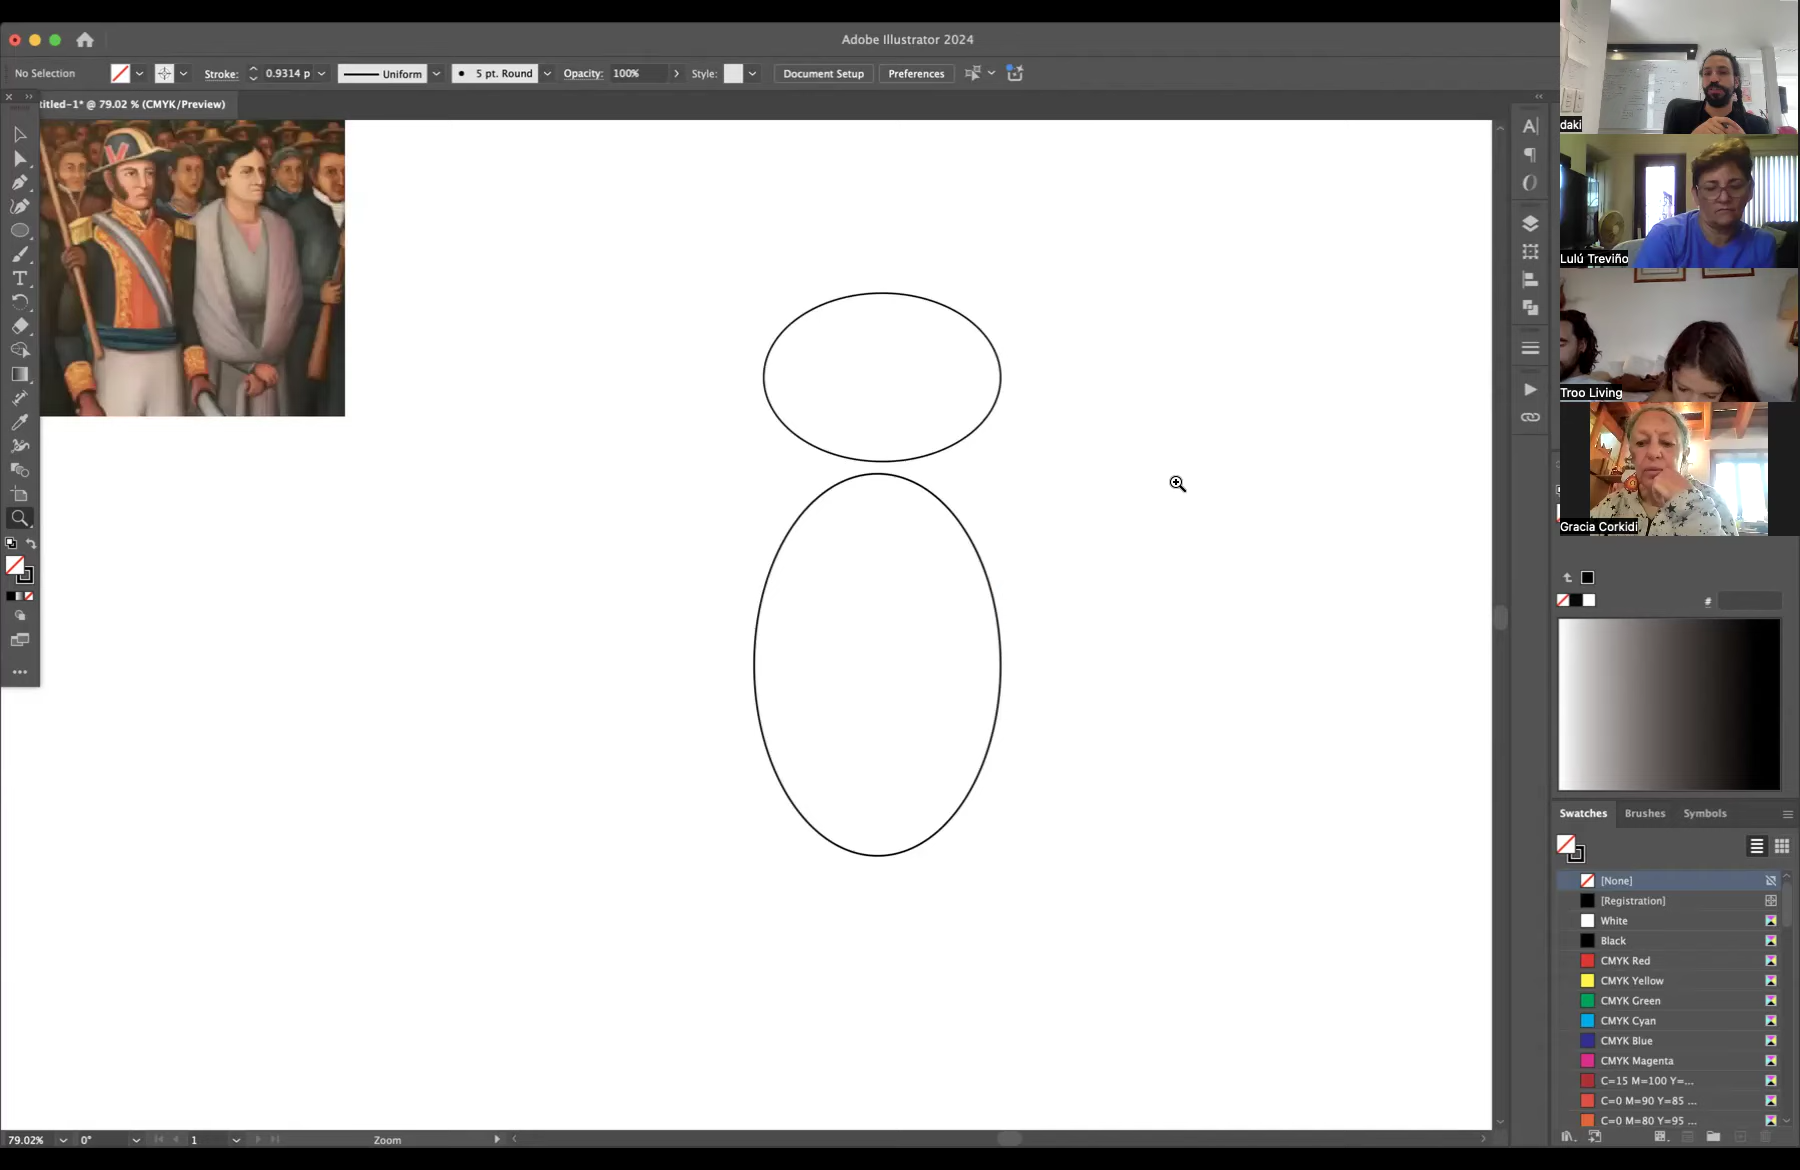 Adobe Illustrator 2024
No Selection
Stroke:
0.9314 p
Uniform
5 pt. Round
Opacity:
100%
Style:
Document Setup
Preferences
titled-1* @ 79.02 % (CMYK/Preview)
daki
Lulú Treviño
Troo Living
Gracia Corkidi
#
Swatches
Brushes
Symbols
[None]
[Registration]
White
Black
CMYK Red
CMYK Yellow
CMYK Green
CMYK Cyan
CMYK Blue
CMYK Magenta
C=15 M=100 Y=...
C=0 M=90 Y=85 ...
C=0 M=80 Y=95 ...
79.02%
0°
1
Zoom